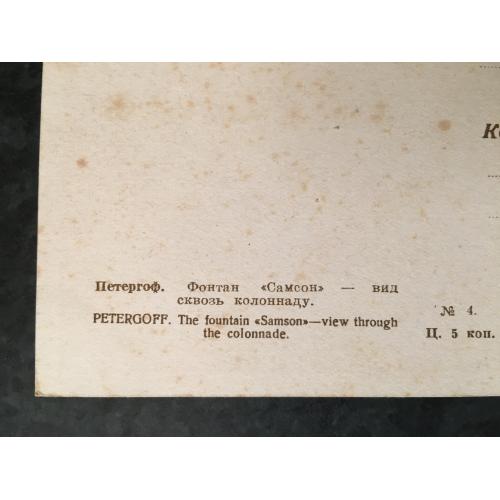 Петергоф. Фонтан «Самсон» — вид
сквозь колоннаду.
PETERGOFF. The fountain «Samson»—view through
the colonnade.
№ 4.
Ц. 5 коп.